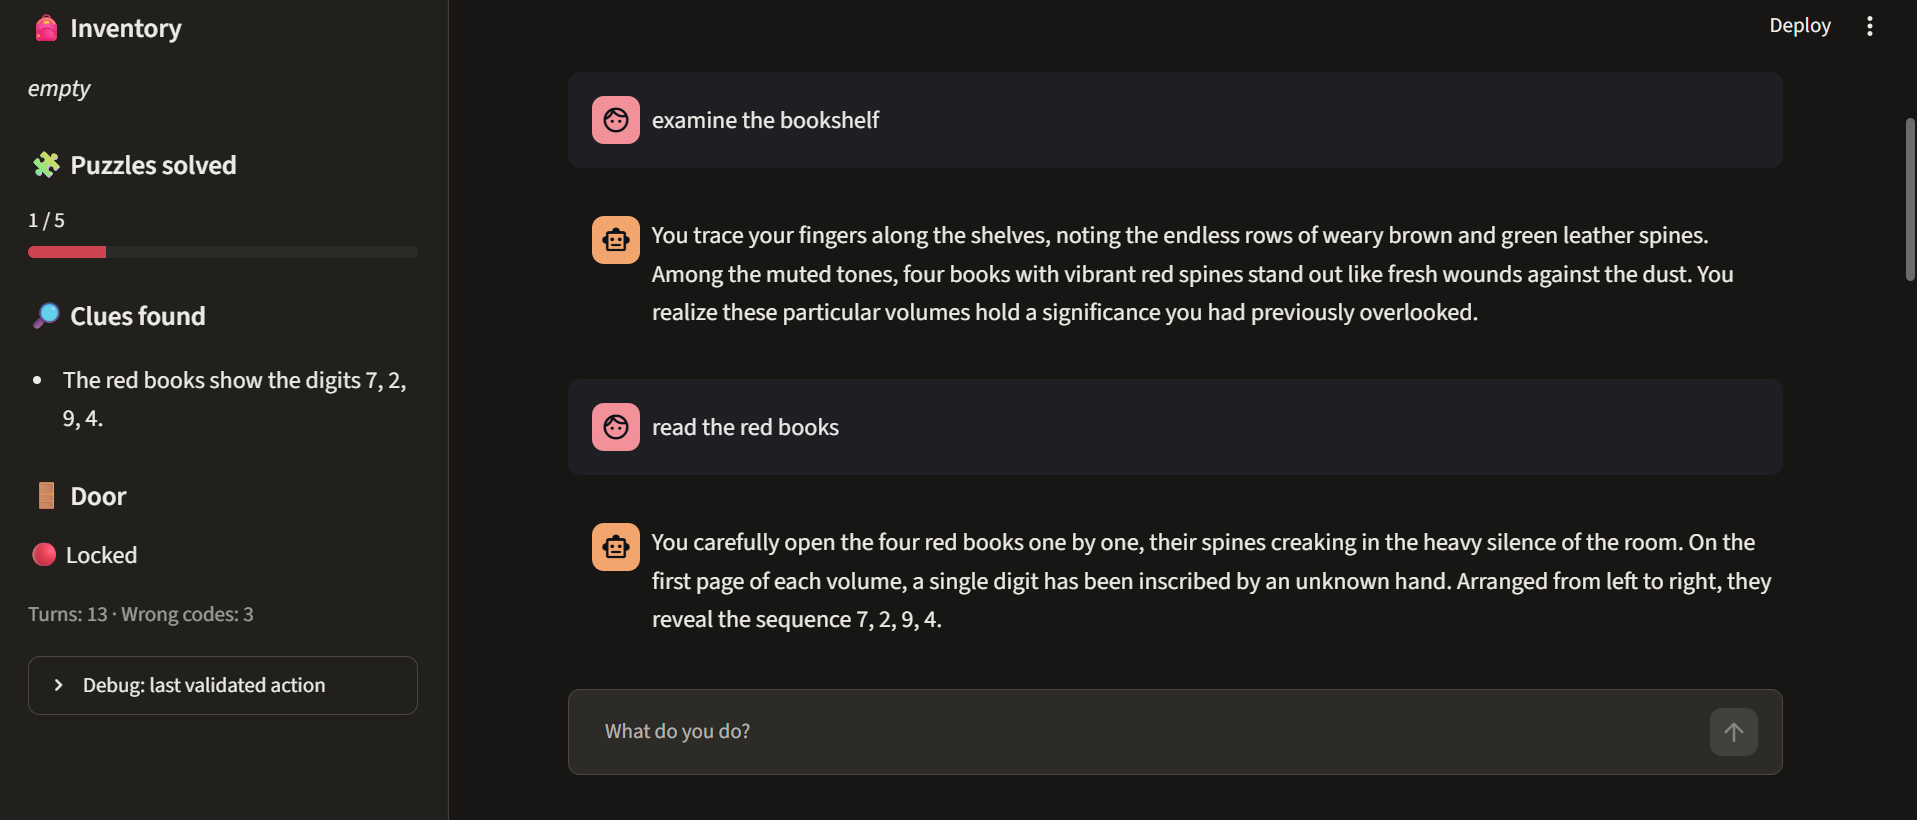 Inventory
empty
Puzzles solved
1 / 5
Clues found
The red books show the digits 7, 2,
9, 4.
Door
Locked
Turns: 13 · Wrong codes: 3
Debug: last validated action
Deploy
examine the bookshelf
You trace your fingers along the shelves, noting the endless rows of weary brown and green leather spines.
Among the muted tones, four books with vibrant red spines stand out like fresh wounds against the dust. You
realize these particular volumes hold a significance you had previously overlooked.
read the red books
You carefully open the four red books one by one, their spines creaking in the heavy silence of the room. On the
first page of each volume, a single digit has been inscribed by an unknown hand. Arranged from left to right, they
reveal the sequence 7, 2, 9, 4.
What do you do?